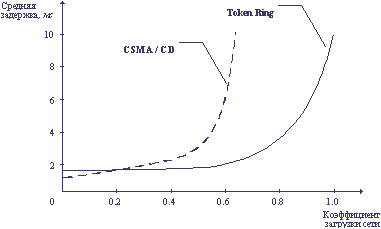 Средняя
задержка, мс
Token Ring
10
CSMA / CD
8
6
4
2
0
0.2
0.4
0.6
0.8
1.0
Коэффициент
загрузки сети